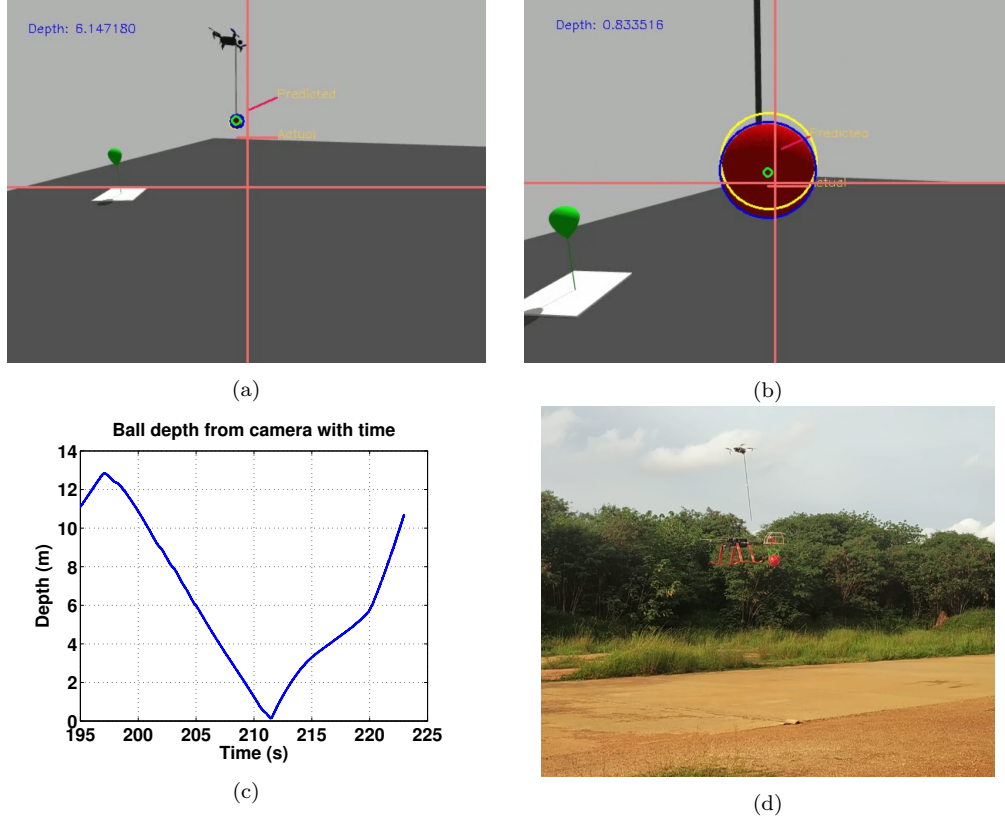 Depth: 6.147180
Predicted
Actual
(a)
Depth: 0.833516
Predicted
Actual
(b)
Ball depth from camera with time
Depth (m)
14
12
10
8
6
4
2
0
195 200 205 210 215 220 225
Time (s)
(c)
(d)